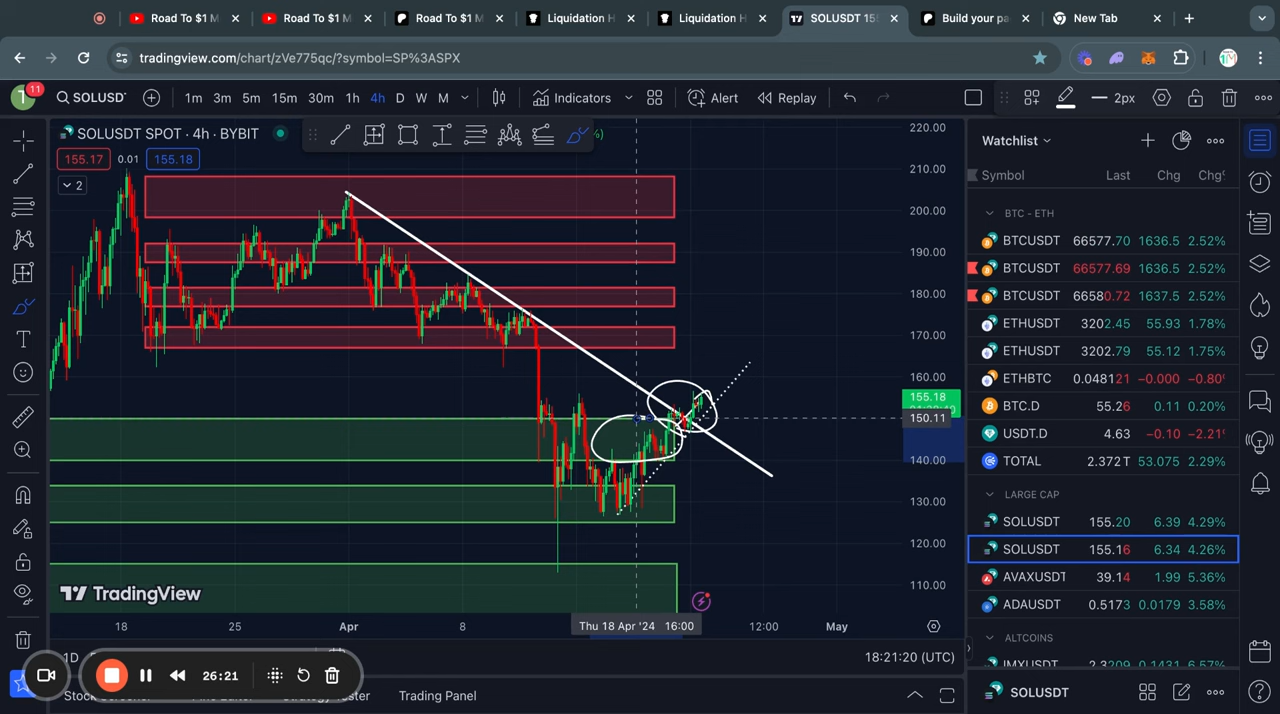 Road To $1 M
Road To $1 M
Road To $1 M
Liquidation H
Liquidation H
SOLUSDT 15
Build your pa
New Tab
tradingview.com/chart/zVe775qc/?symbol=SP%3ASPX
11
SOLUSD
1m 3m 5m 15m 30m 1h 4h D W M
Indicators
Alert
Replay
2px
SOLUSDT SPOT · 4h · BYBIT
%)
155.17 0.01 155.18
2
220.00
210.00
200.00
190.00
180.00
170.00
160.00
155.18
150.11
140.00
130.00
120.00
110.00
TradingView
18 25 Apr 8 Thu 18 Apr '24 16:00 12:00 May
1D
18:21:20 (UTC)
26:21
Trading Panel
Watchlist
Symbol Last Chg Chg
BTC - ETH
BTCUSDT 66577.70 1636.5 2.52%
BTCUSDT 66577.69 1636.5 2.52%
BTCUSDT 66580.72 1637.5 2.52%
ETHUSDT 3202.45 55.93 1.78%
ETHUSDT 3202.79 55.12 1.75%
ETHBTC 0.048121 −0.000 −0.80
BTC.D 55.26 0.11 0.20%
USDT.D 4.63 −0.10 −2.21
TOTAL 2.372T 53.075 2.29%
LARGE CAP
SOLUSDT 155.20 6.39 4.29%
SOLUSDT 155.16 6.34 4.26%
AVAXUSDT 39.14 1.99 5.36%
ADAUSDT 0.5173 0.0179 3.58%
ALTCOINS
IMXUSDT 2.3209 0.1431 6.57%
SOLUSDT